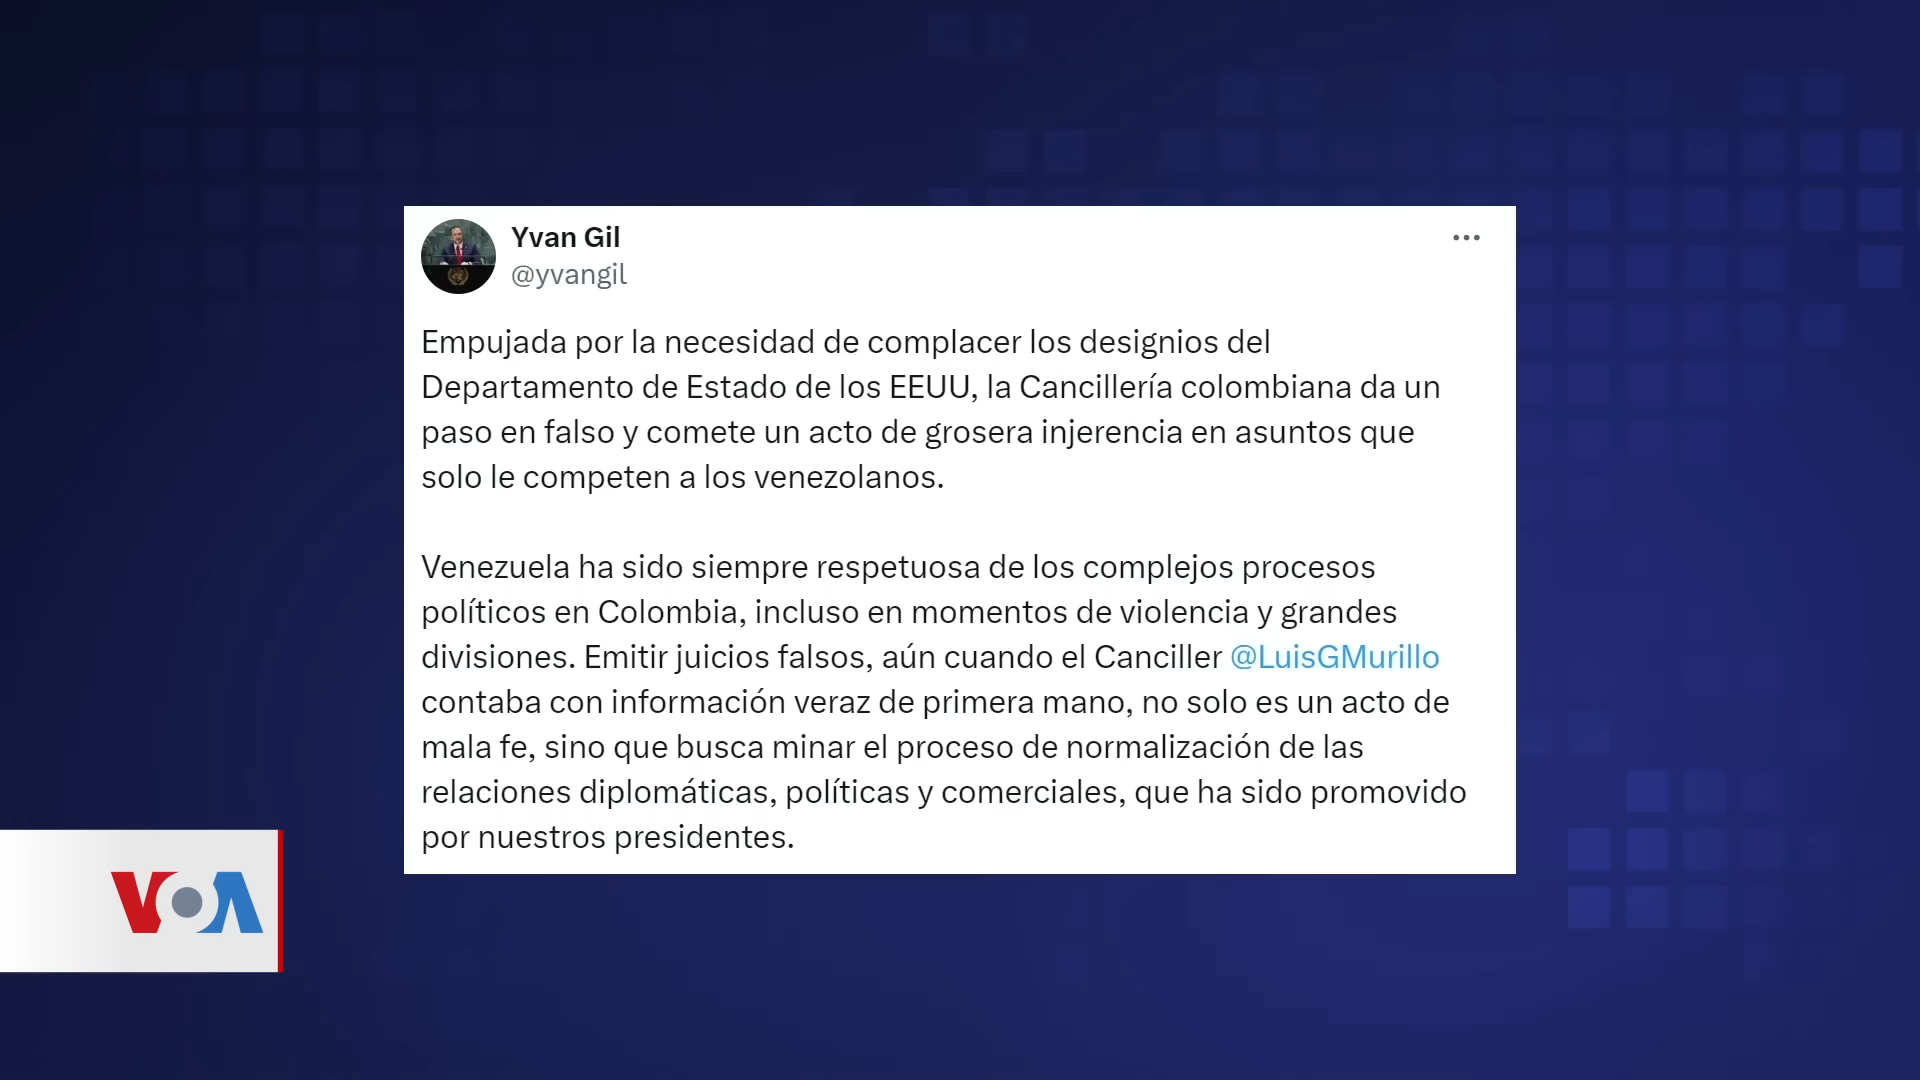 Yvan Gil
@yvangil
Empujada por la necesidad de complacer los designios del
Departamento de Estado de los EEUU, la Cancillería colombiana da un
paso en falso y comete un acto de grosera injerencia en asuntos que
solo le competen a los venezolanos.
Venezuela ha sido siempre respetuosa de los complejos procesos
políticos en Colombia, incluso en momentos de violencia y grandes
divisiones. Emitir juicios falsos, aún cuando el Canciller @LuisGMurillo
contaba con información veraz de primera mano, no solo es un acto de
mala fe, sino que busca minar el proceso de normalización de las
relaciones diplomáticas, políticas y comerciales, que ha sido promovido
por nuestros presidentes.
VOA